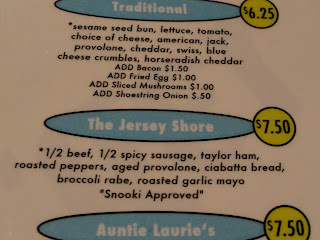 Traditional
$6.25
*sesame seed bun, lettuce, tomato,
choice of cheese, american, jack,
provolone, cheddar, swiss, blue
cheese crumbles, horseradish cheddar
ADD Bacon $1.50
ADD Fried Egg $1.00
ADD Sliced Mushrooms $1.00
ADD Shoestring Onion $.50
The Jersey Shore
$7.50
*1/2 beef, 1/2 spicy sausage, taylor ham,
roasted peppers, aged provolone, ciabatta bread,
broccoli rabe, roasted garlic mayo
"Snooki Approved"
Auntie Laurie's
$7.50